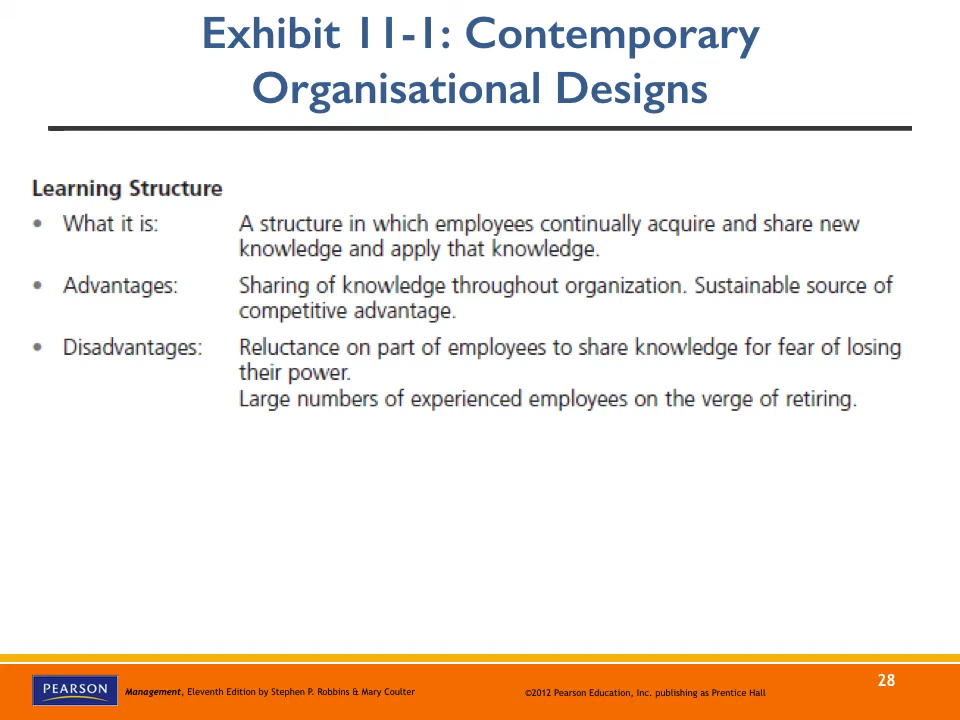 Exhibit 11-1: Contemporary
Organisational Designs
Learning Structure
• What it is: A structure in which employees continually acquire and share new
knowledge and apply that knowledge.
• Advantages: Sharing of knowledge throughout organization. Sustainable source of
competitive advantage.
• Disadvantages: Reluctance on part of employees to share knowledge for fear of losing
their power.
Large numbers of experienced employees on the verge of retiring.
28
PEARSON
Management, Eleventh Edition by Stephen P. Robbins & Mary Coulter
©2012 Pearson Education, Inc. publishing as Prentice Hall